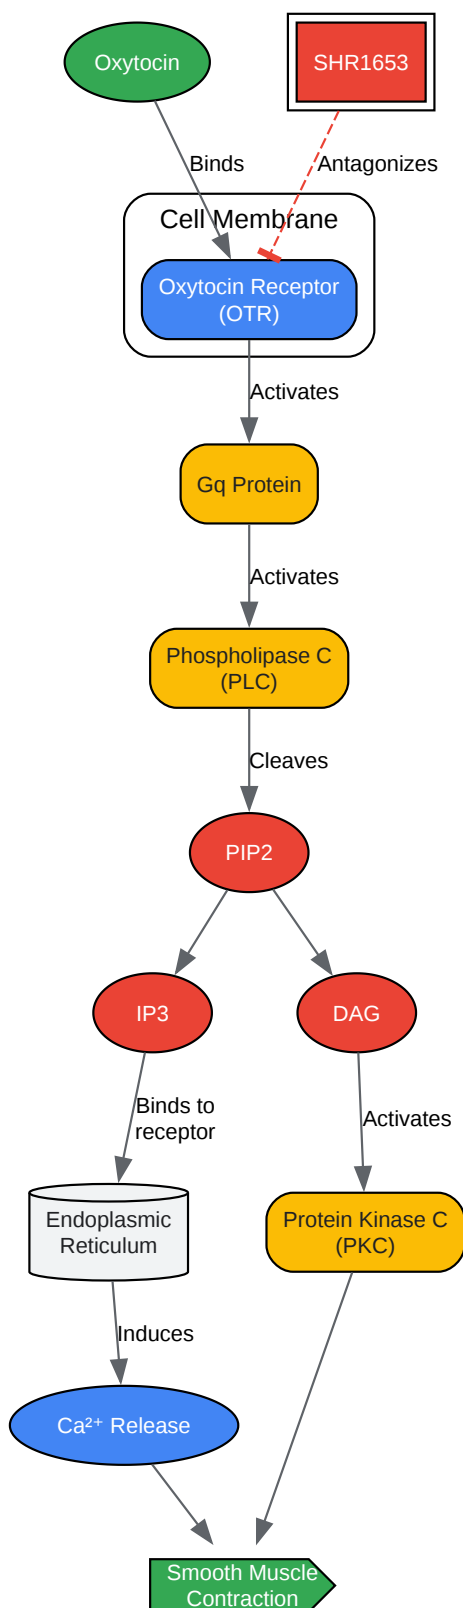 Oxytocin
SHR1653
Binds
Antagonizes
Cell Membrane
Oxytocin Receptor
(OTR)
Activates
Gq Protein
Activates
Phospholipase C
(PLC)
Cleaves
PIP2
IP3
DAG
Binds to
receptor
Activates
Endoplasmic
Reticulum
Protein Kinase C
(PKC)
Induces
Ca²⁺ Release
Smooth Muscle
Contraction